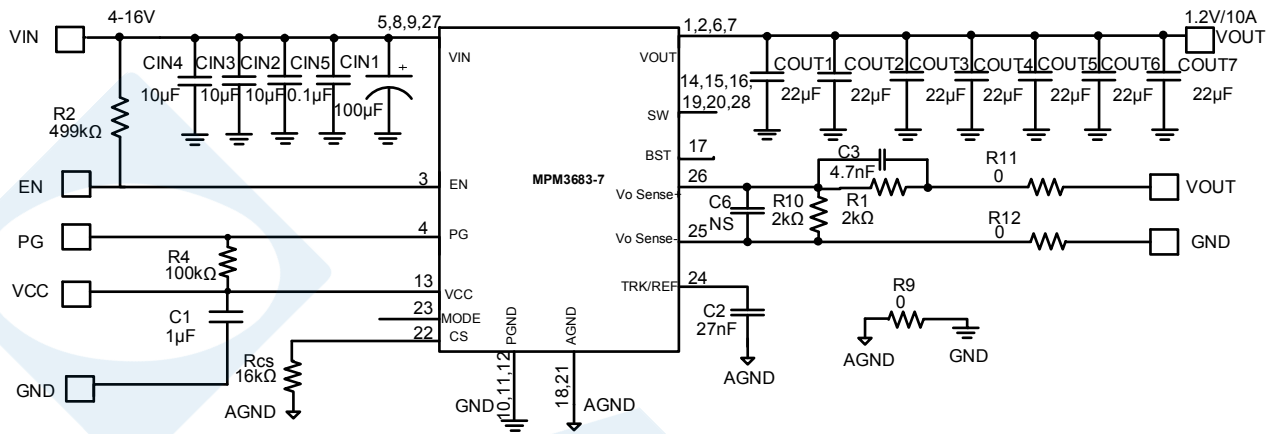 4-16V
VIN
5,8,9,27
1,2,6,7
1.2V/10A
VOUT
VIN
VOUT
CIN4
10µF
CIN3
10µF
CIN2
10µF
CIN5
0.1µF
+
100µF
CIN1
COUT1
22µF
COUT2
22µF
COUT3
22µF
COUT4
22µF
COUT5
22µF
COUT6
22µF
COUT7
22µF
14,15,16,
19,20,28
SW
R2
499kΩ
17
BST
MPM3683-7
EN
3
EN
26
Vo Sense+
C3
4.7nF
R11
0
VOUT
C6
NS
R10
2kΩ
R1
2kΩ
PG
4
PG
25
Vo Sense-
R12
0
GND
R4
100kΩ
VCC
13
VCC
24
TRK/REF
C2
27nF
AGND
R9
0
AGND
GND
C1
1µF
23
MODE
22
CS
PGND
AGND
Rcs
16kΩ
AGND
GND
10,11,12
GND
18,21
AGND